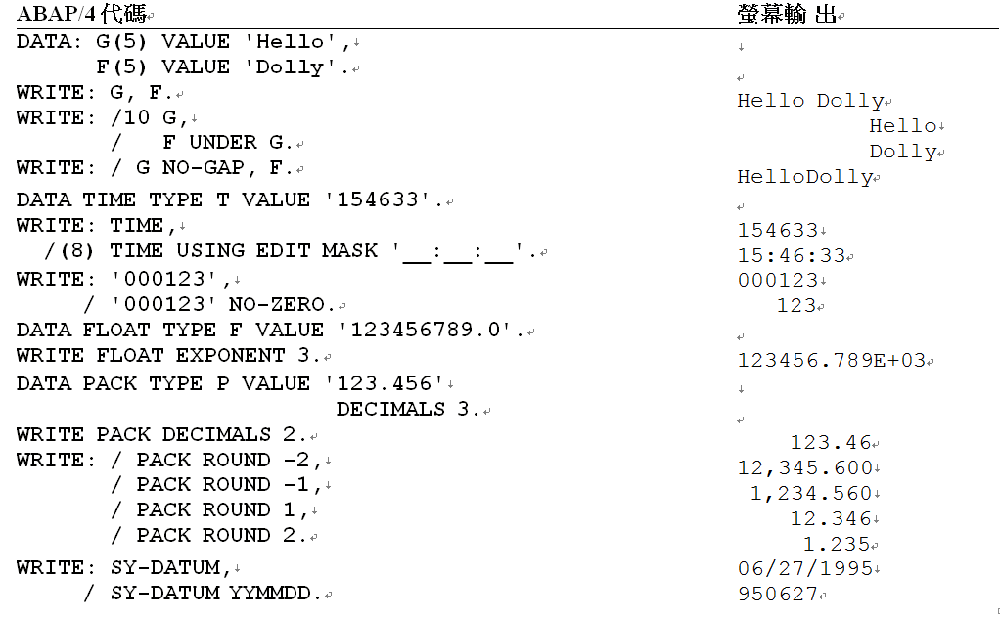 ABAP/4 代碼 螢幕輸 出
DATA: G(5) VALUE 'Hello',
F(5) VALUE 'Dolly'.
WRITE: G, F. Hello Dolly
WRITE: /10 G, Hello
/ F UNDER G. Dolly
WRITE: / G NO-GAP, F. HelloDolly
DATA TIME TYPE T VALUE '154633'.
WRITE: TIME, 154633
/(8) TIME USING EDIT MASK '__:__:__'. 15:46:33
WRITE: '000123', 000123
/ '000123' NO-ZERO. 123
DATA FLOAT TYPE F VALUE '123456789.0'.
WRITE FLOAT EXPONENT 3. 123456.789E+03
DATA PACK TYPE P VALUE '123.456'
DECIMALS 3.
WRITE PACK DECIMALS 2. 123.46
WRITE: / PACK ROUND -2, 12,345.600
/ PACK ROUND -1, 1,234.560
/ PACK ROUND 1, 12.346
/ PACK ROUND 2. 1.235
WRITE: SY-DATUM, 06/27/1995
/ SY-DATUM YYMMDD. 950627